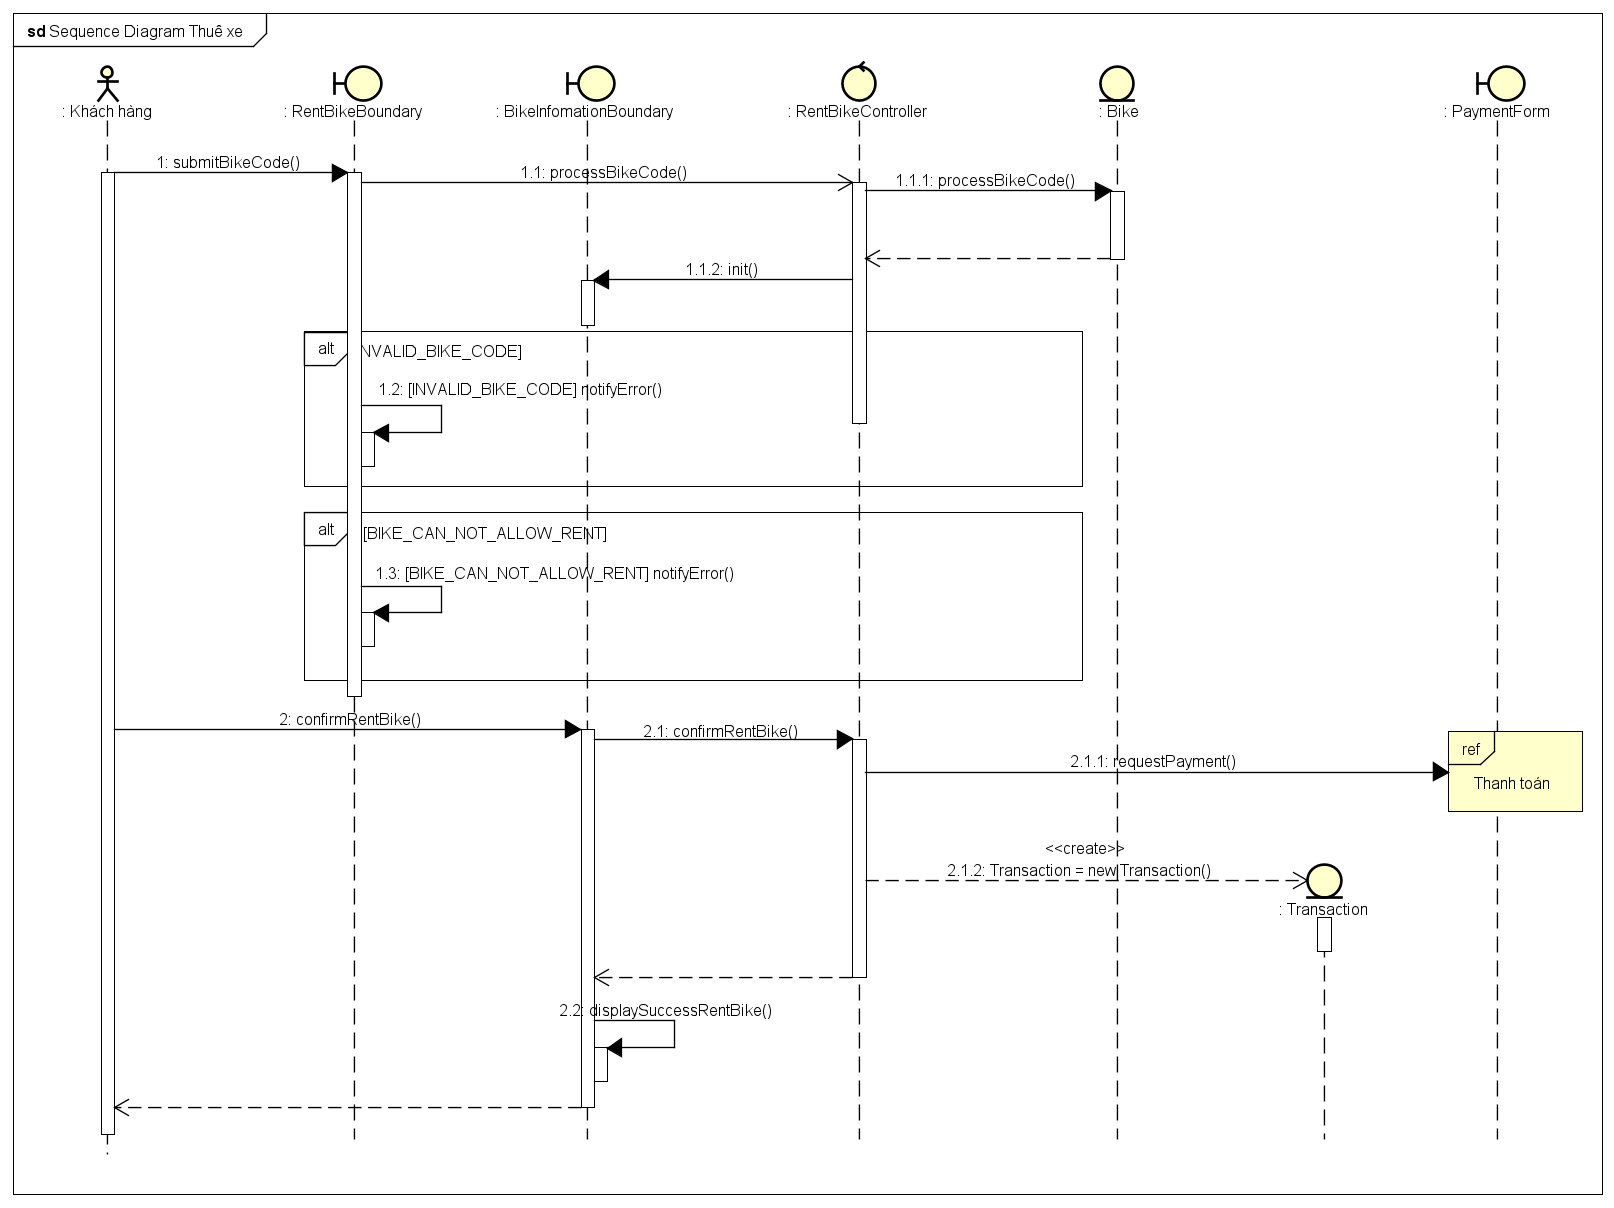 sd Sequence Diagram Thuê xe
: Khách hàng
: RentBikeBoundary
: BikeInfomationBoundary
: RentBikeController
: Bike
: PaymentForm
1: submitBikeCode()
1.1: processBikeCode()
1.1.1: processBikeCode()
1.1.2: init()
alt
NVALID_BIKE_CODE]
1.2: [INVALID_BIKE_CODE] notifyError()
alt
[BIKE_CAN_NOT_ALLOW_RENT]
1.3: [BIKE_CAN_NOT_ALLOW_RENT] notifyError()
2: confirmRentBike()
2.1: confirmRentBike()
ref
2.1.1: requestPayment()
Thanh toán
<<create>>
2.1.2: Transaction = new Transaction()
: Transaction
2.2: displaySuccessRentBike()